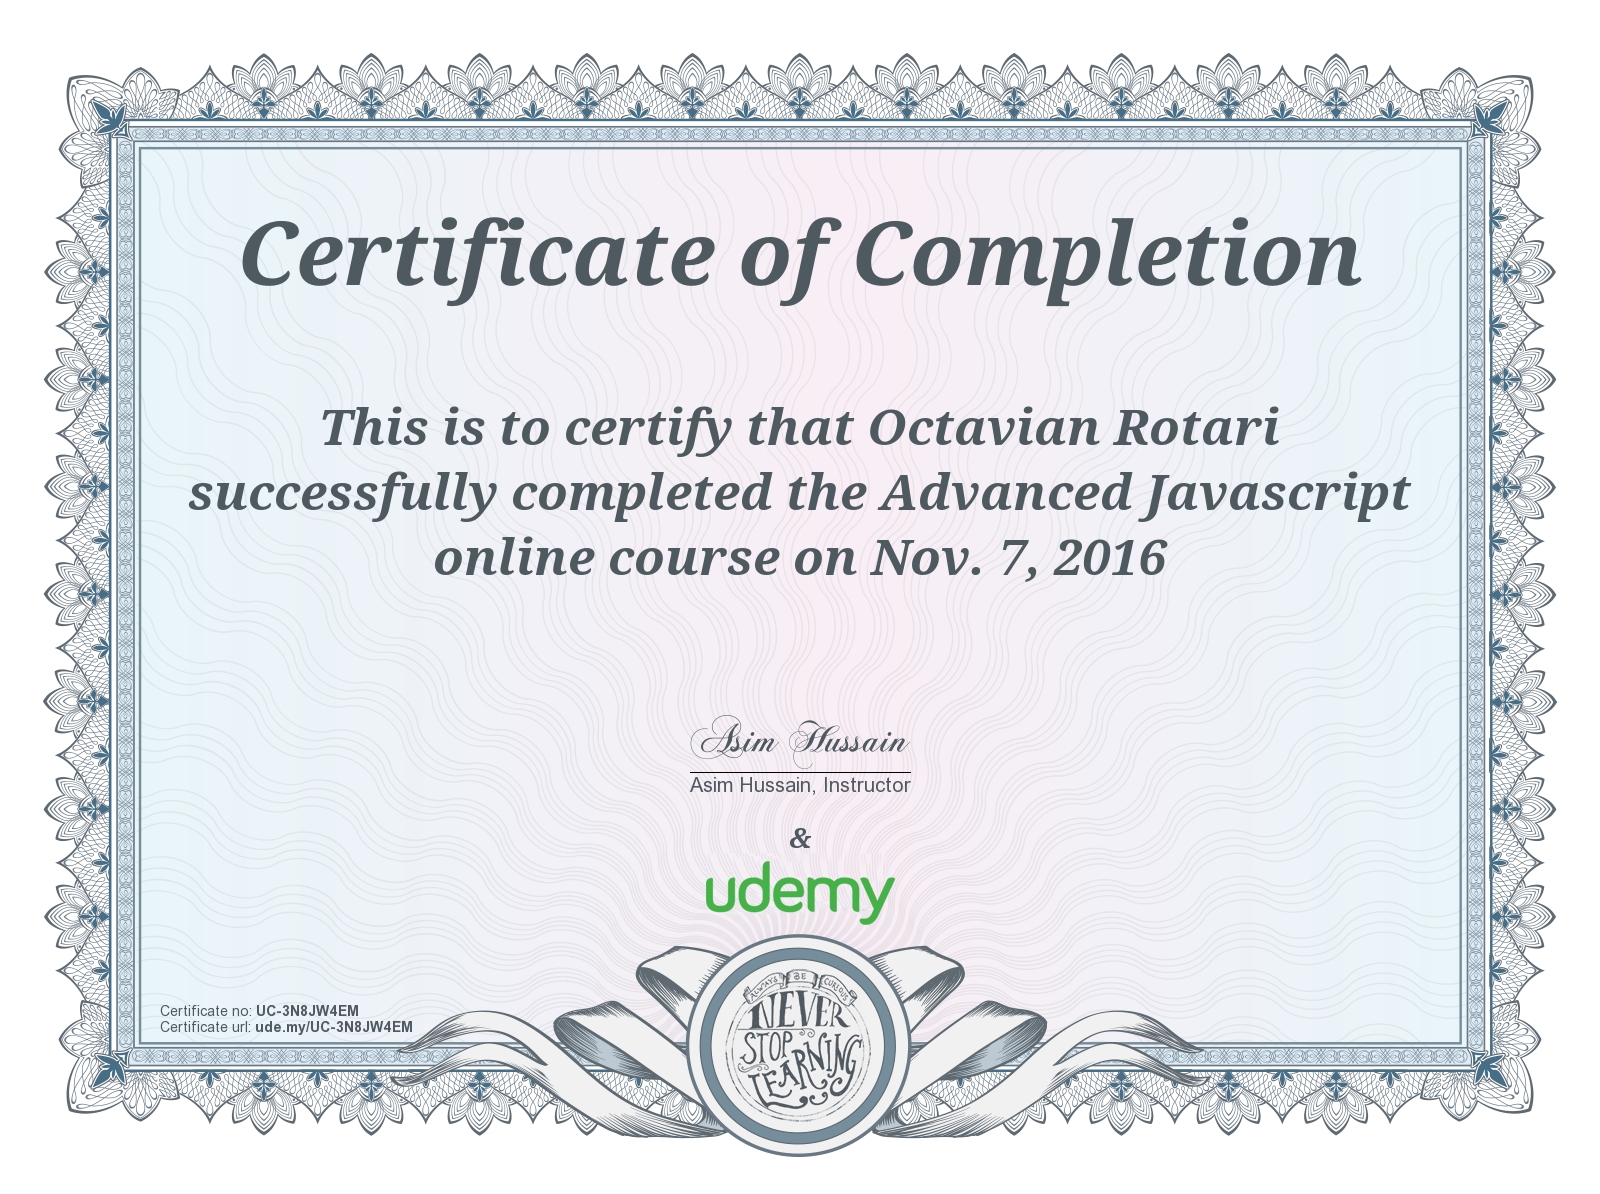 Certificate of Completion
This is to certify that Octavian Rotari
successfully completed the Advanced Javascript
online course on Nov. 7, 2016
Asim Hussain
Asim Hussain, Instructor
&
udemy
Certificate no: UC-3N8JW4EM
Certificate url: ude.my/UC-3N8JW4EM
ALWAYS BE CURIOUS
NEVER
STOP
LEARNING